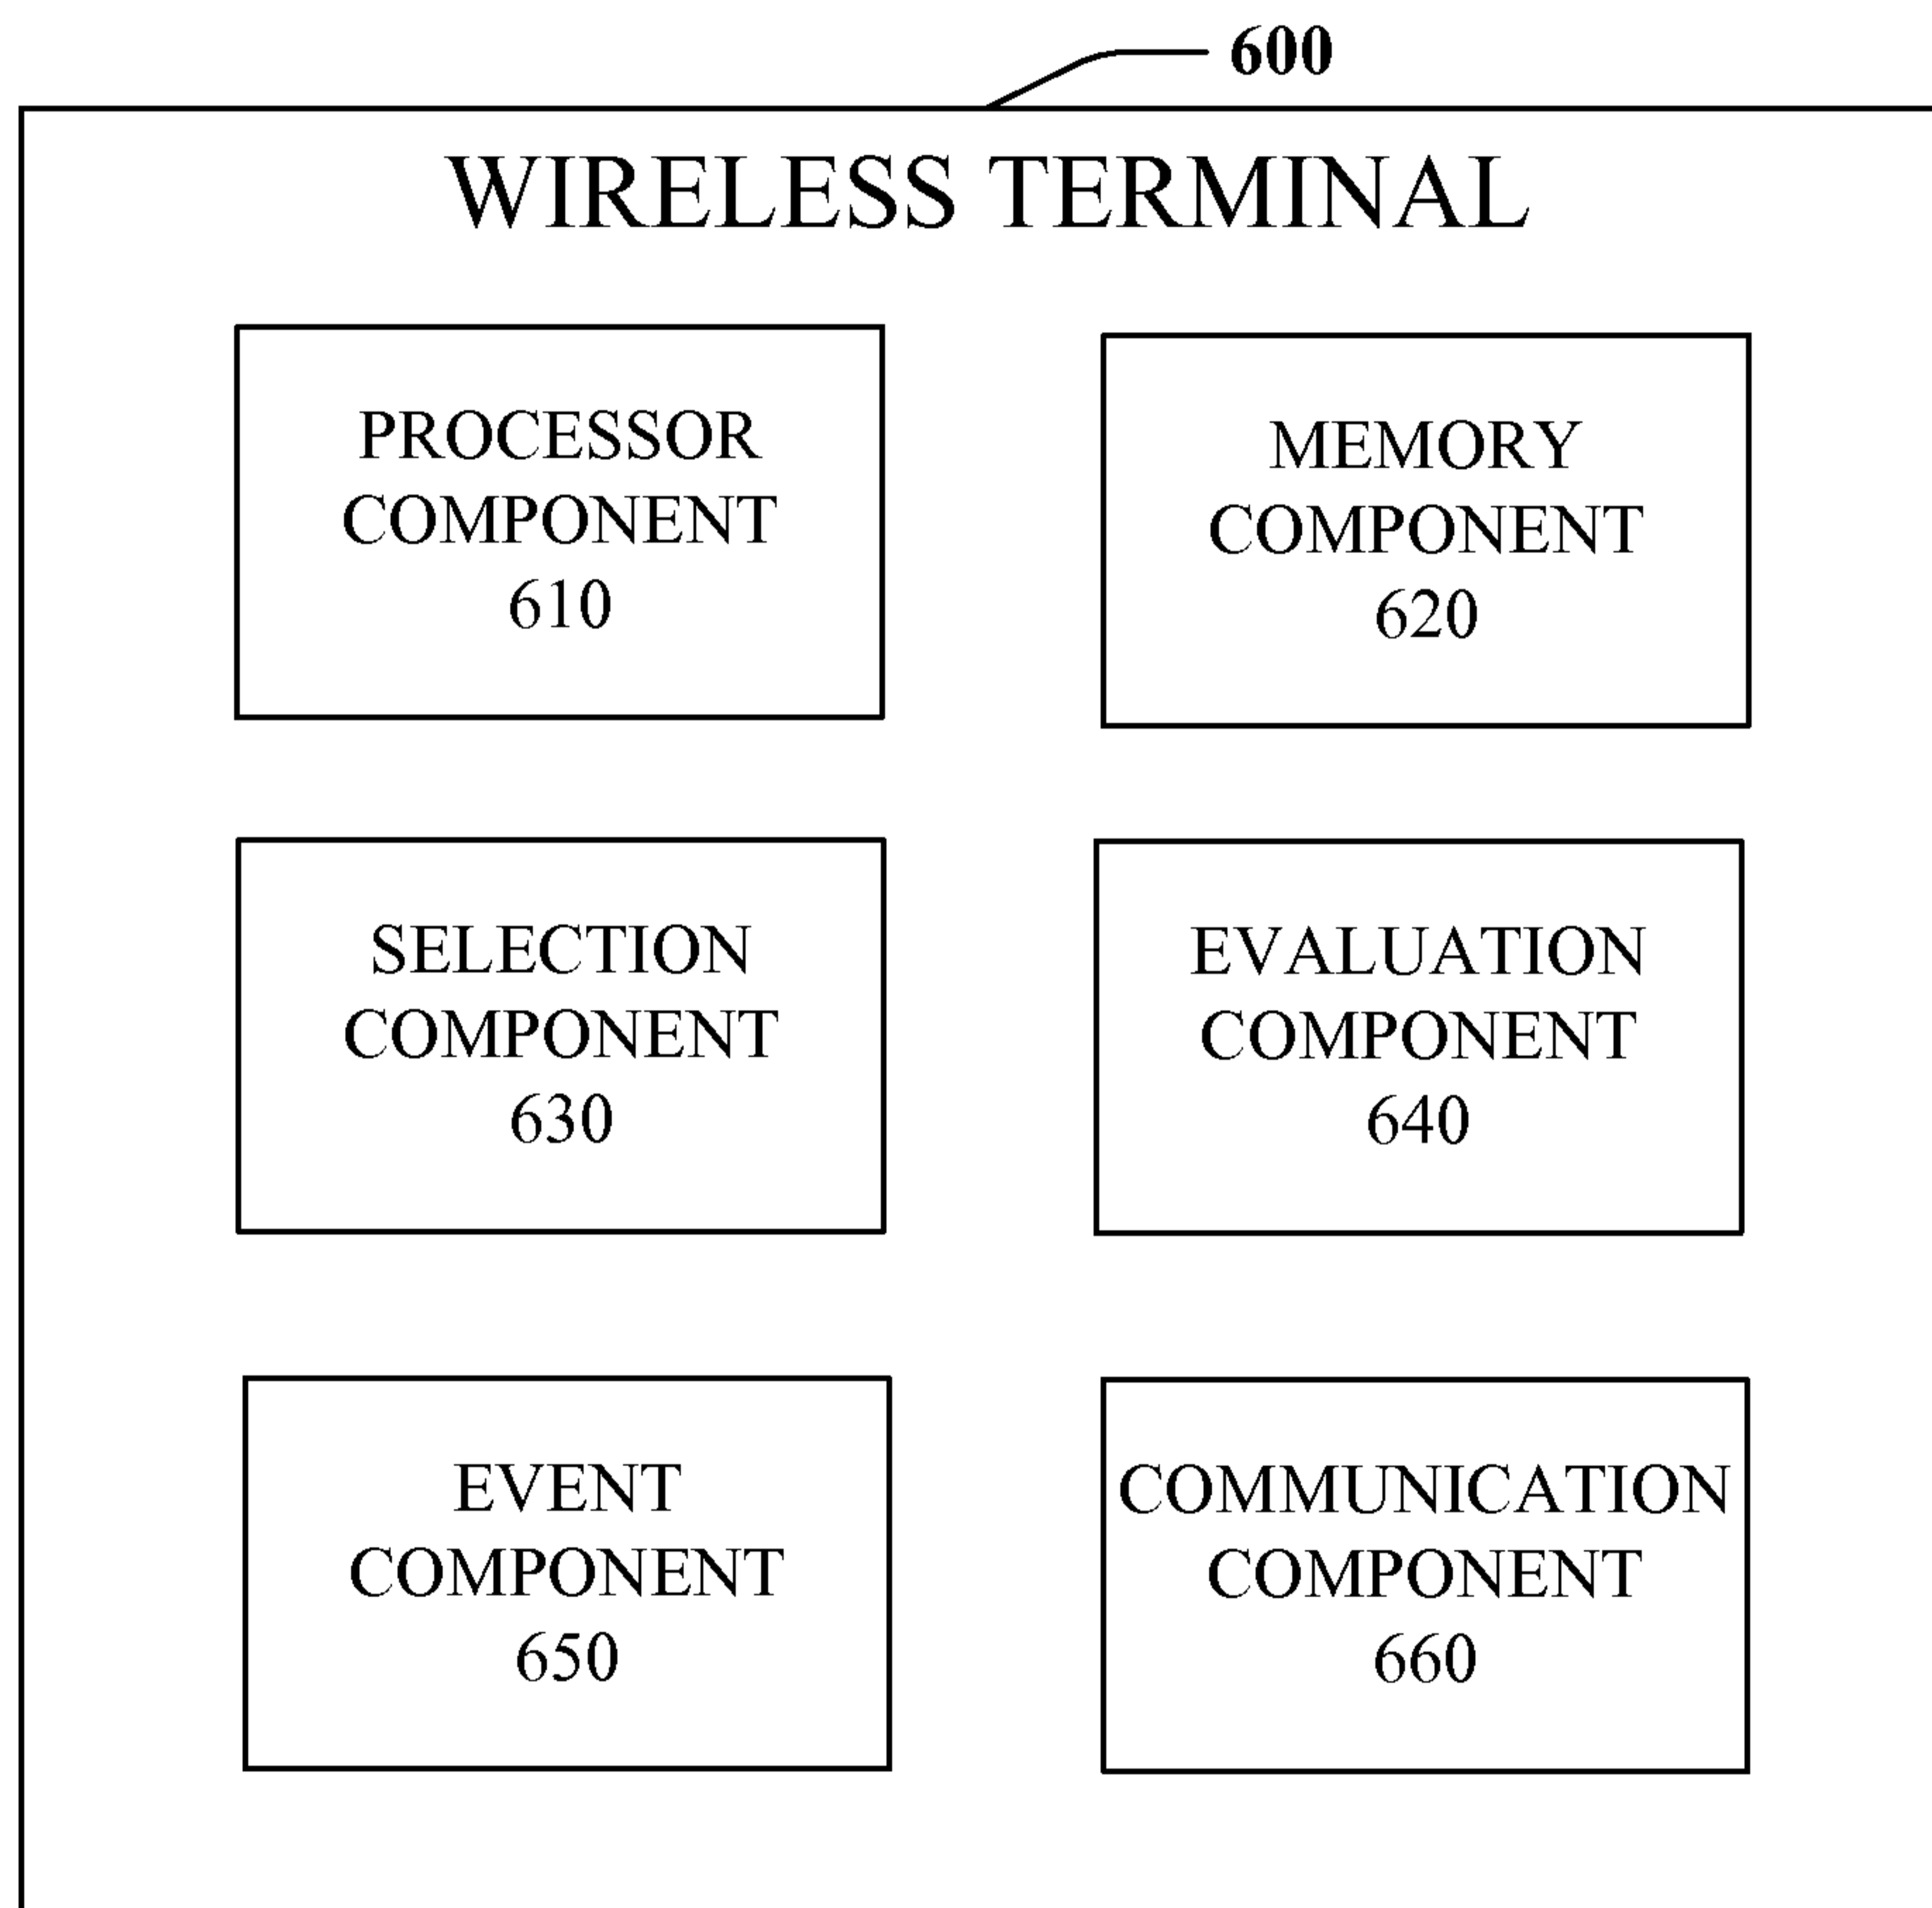 600
WIRELESS TERMINAL
PROCESSOR
COMPONENT
610
MEMORY
COMPONENT
620
SELECTION
COMPONENT
630
EVALUATION
COMPONENT
640
EVENT
COMPONENT
650
COMMUNICATION
COMPONENT
660